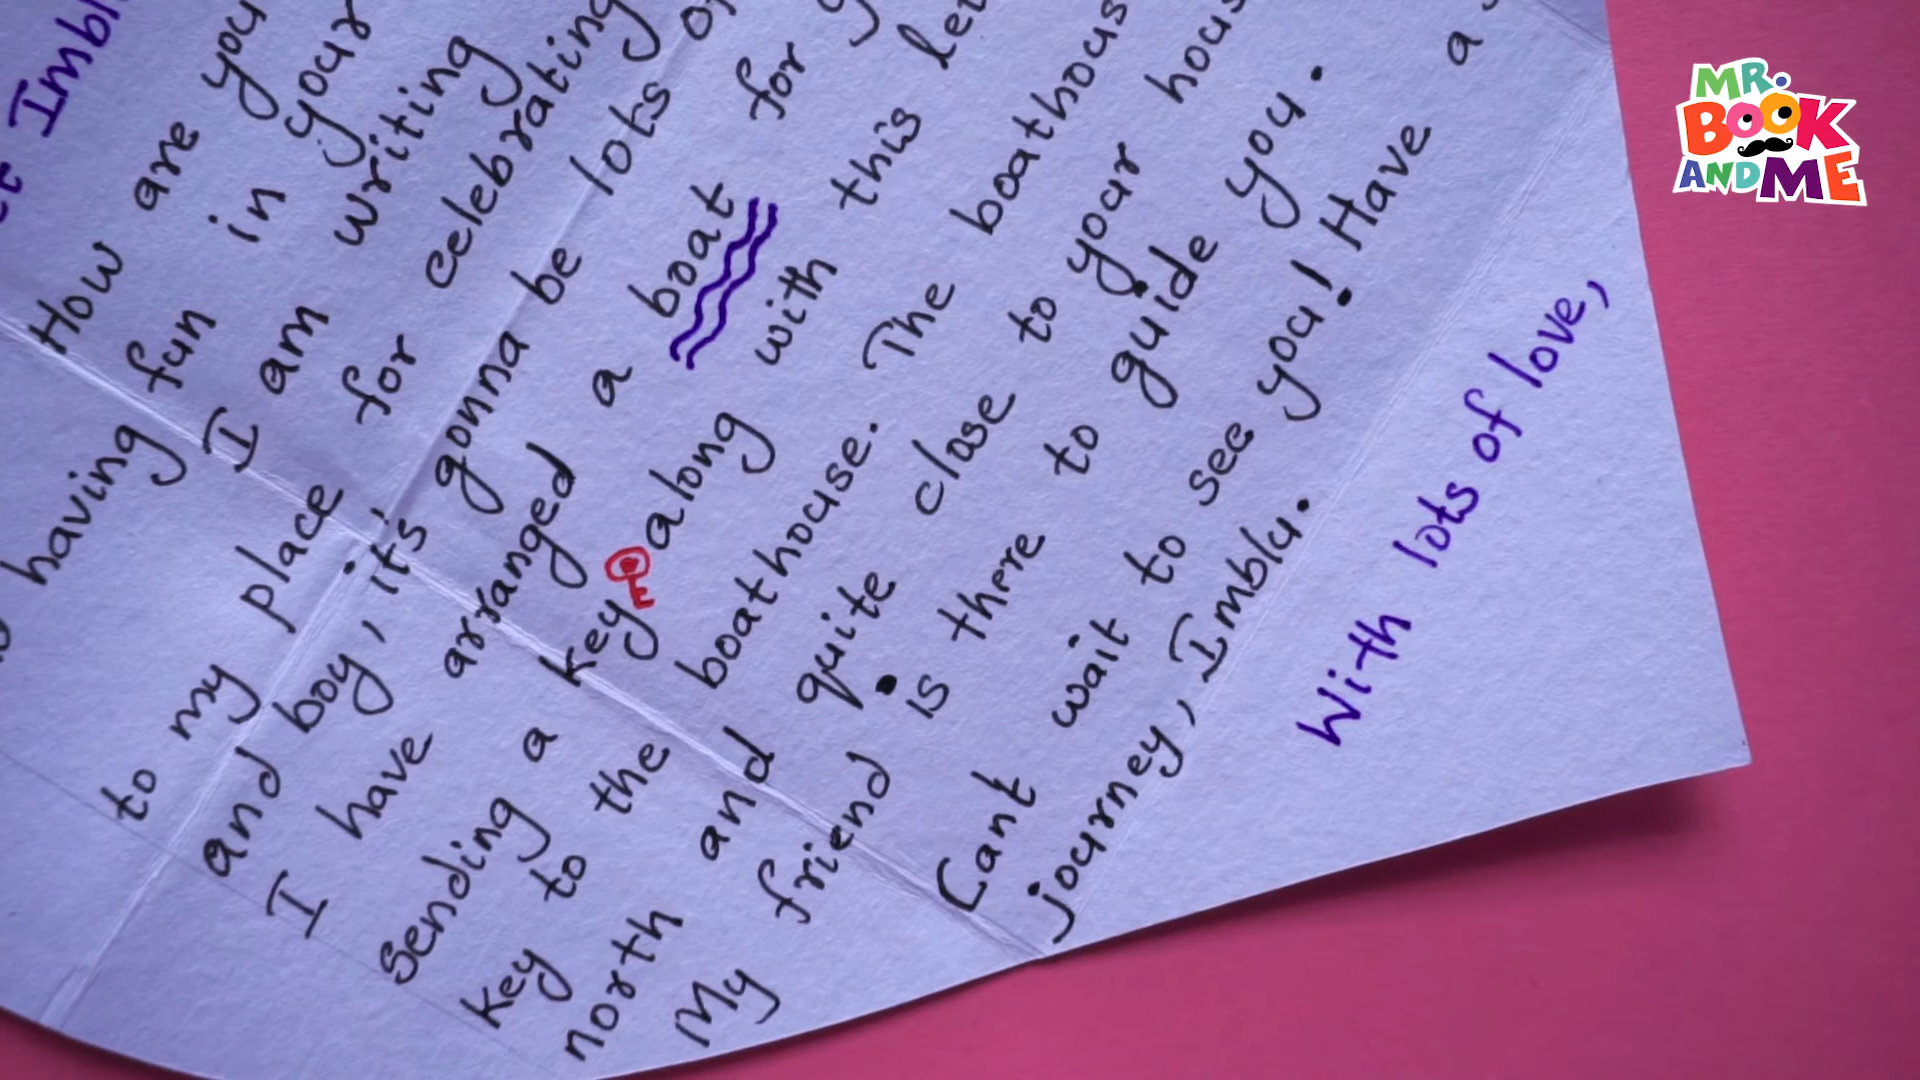 Imbl
How are you
having fun in your
I am writing
to my place for celebrating
and boy, it's gonna be lots
I have arranged a boat for
sending a key along with this
key to the boathouse. The boathous
north and quite close to your hous
My friend is there to guide you.
Cant wait to see you! Have a
journey, Imblu.
With lots of love,
MR.
BOOK
AND ME